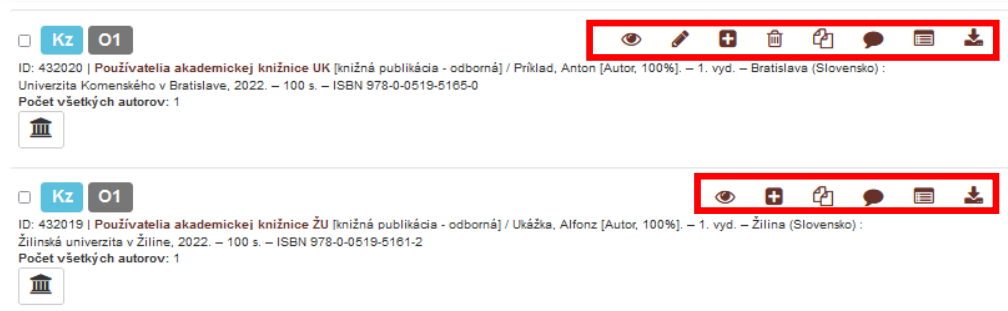 Kz O1
ID: 432020 | Používatelia akademickej knižnice UK [knižná publikácia - odborná] / Príklad, Anton [Autor, 100%]. – 1. vyd. – Bratislava (Slovensko) :
Univerzita Komenského v Bratislave, 2022. – 100 s. – ISBN 978-0-0519-5165-0
Počet všetkých autorov: 1
Kz O1
ID: 432019 | Používatelia akademickej knižnice ŽU [knižná publikácia - odborná] / Ukážka, Alfonz [Autor, 100%]. – 1. vyd. – Žilina (Slovensko) :
Žilinská univerzita v Žiline, 2022. – 100 s. – ISBN 978-0-0519-5161-2
Počet všetkých autorov: 1